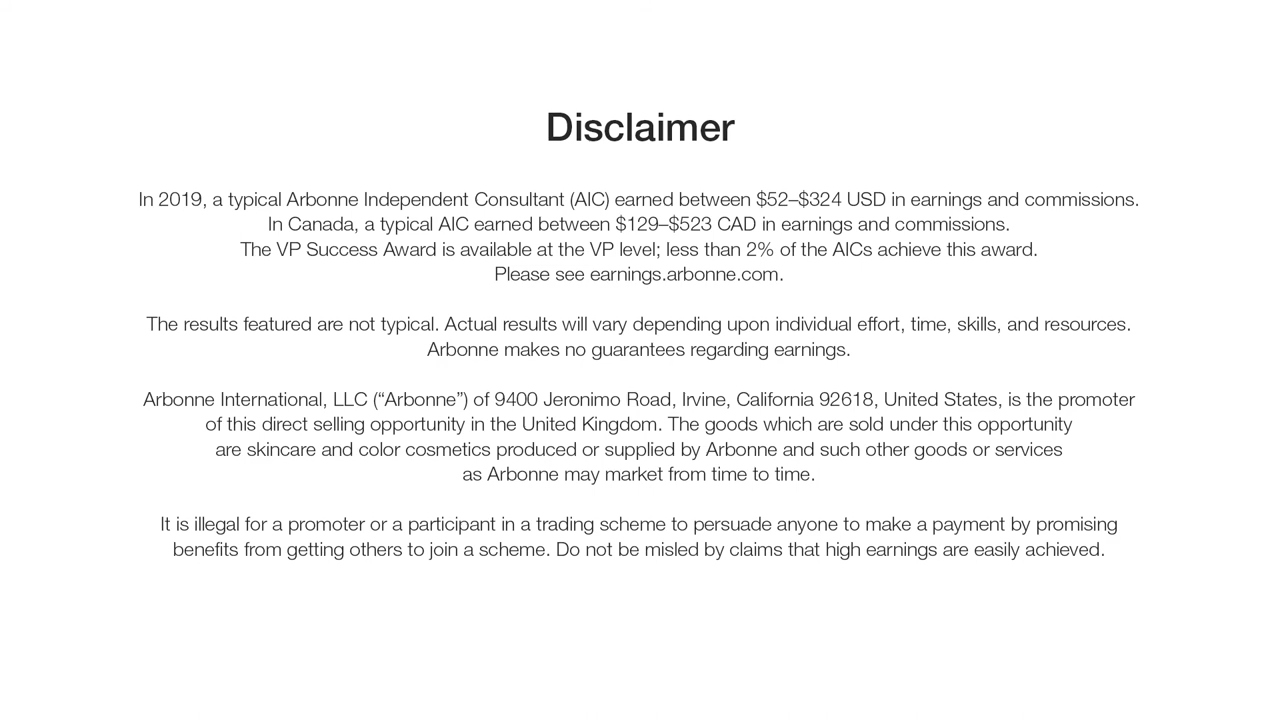 Disclaimer
In 2019, a typical Arbonne Independent Consultant (AIC) earned between $52–$324 USD in earnings and commissions.
In Canada, a typical AIC earned between $129–$523 CAD in earnings and commissions.
The VP Success Award is available at the VP level; less than 2% of the AICs achieve this award.
Please see earnings.arbonne.com.
The results featured are not typical. Actual results will vary depending upon individual effort, time, skills, and resources.
Arbonne makes no guarantees regarding earnings.
Arbonne International, LLC (“Arbonne”) of 9400 Jeronimo Road, Irvine, California 92618, United States, is the promoter
of this direct selling opportunity in the United Kingdom. The goods which are sold under this opportunity
are skincare and color cosmetics produced or supplied by Arbonne and such other goods or services
as Arbonne may market from time to time.
It is illegal for a promoter or a participant in a trading scheme to persuade anyone to make a payment by promising
benefits from getting others to join a scheme. Do not be misled by claims that high earnings are easily achieved.